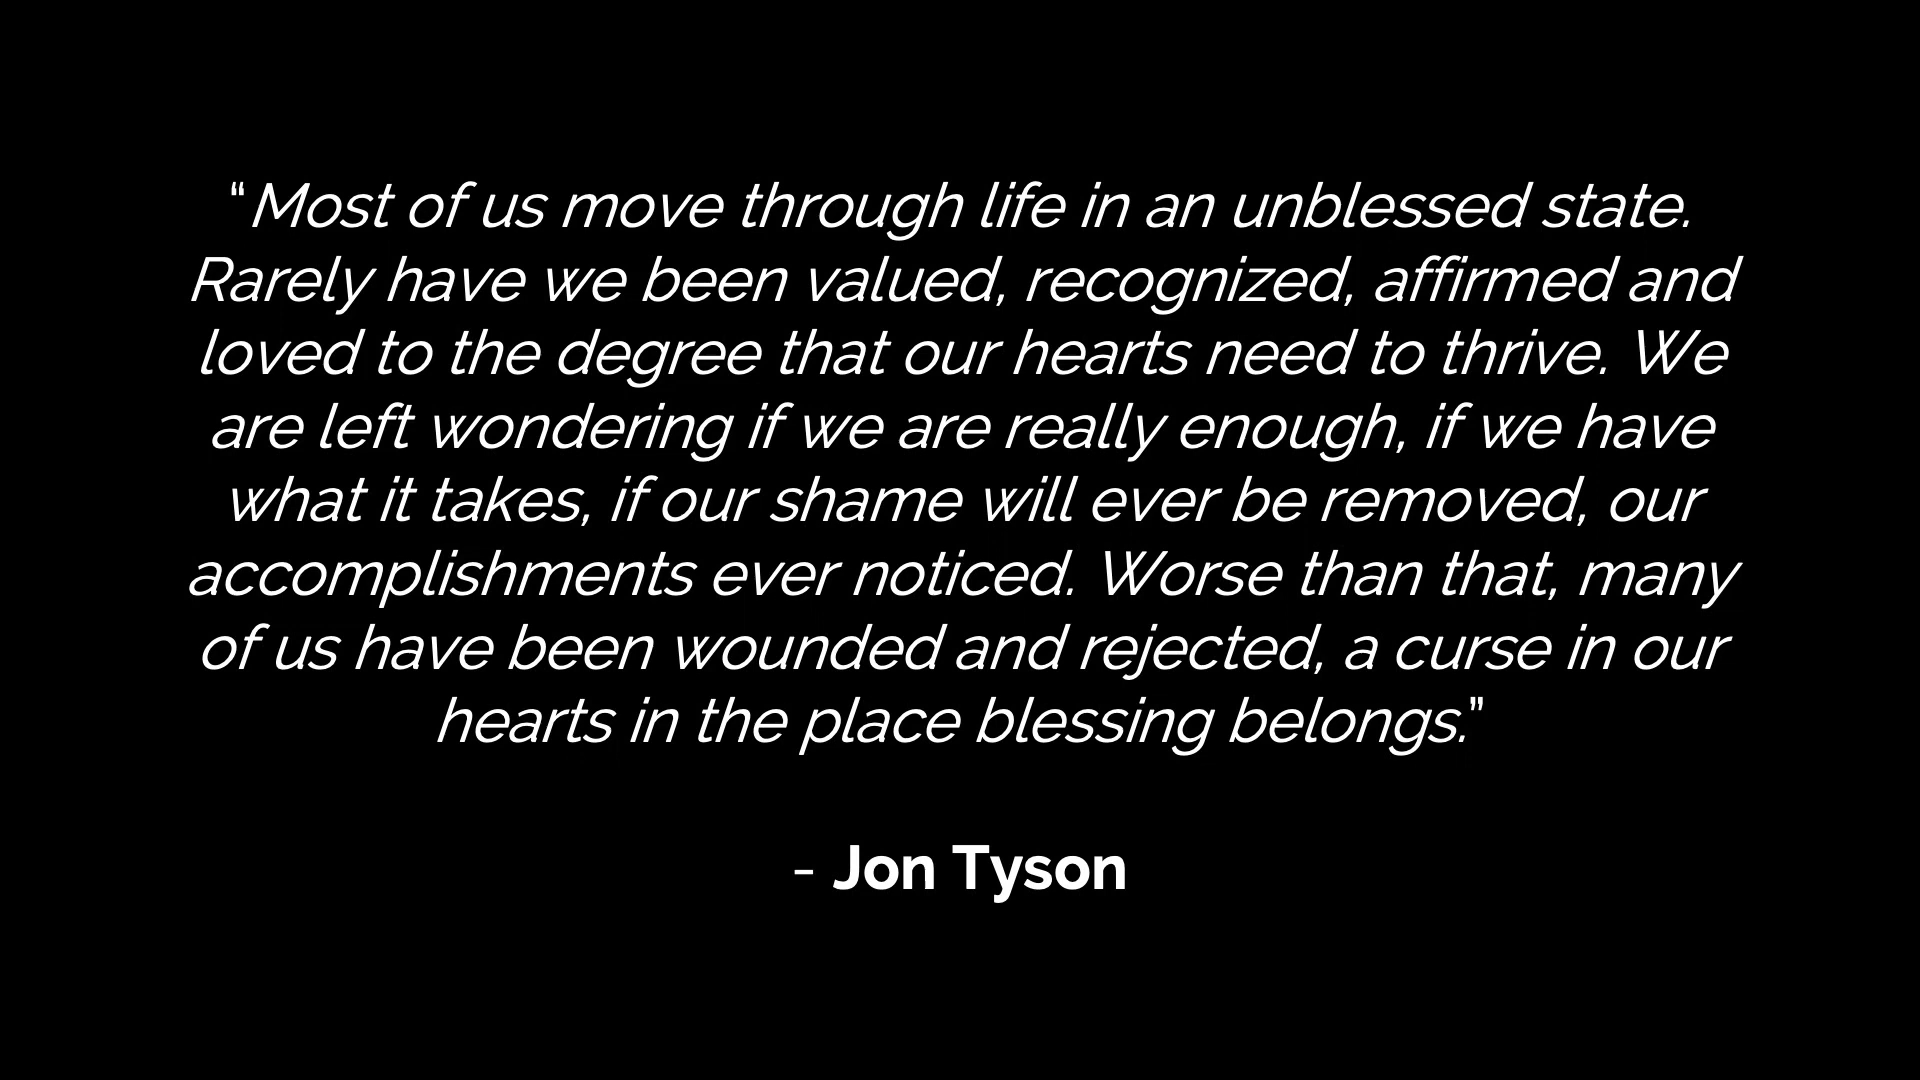 “Most of us move through life in an unblessed state.
Rarely have we been valued, recognized, affirmed and
loved to the degree that our hearts need to thrive. We
are left wondering if we are really enough, if we have
what it takes, if our shame will ever be removed, our
accomplishments ever noticed. Worse than that, many
of us have been wounded and rejected, a curse in our
hearts in the place blessing belongs.”
- Jon Tyson